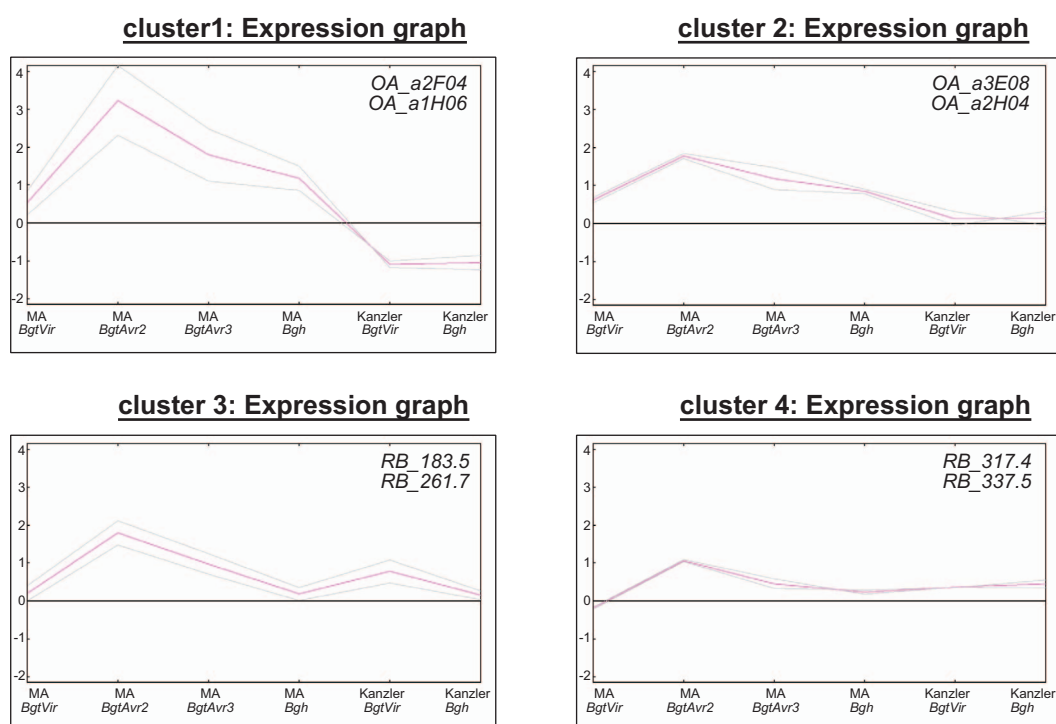 cluster1: Expression graph
OA_a2F04
OA_a1H06
4
3
2
1
0
-1
-2
MA MA MA MA Kanzler Kanzler
BgtVir BgtAvr2 BgtAvr3 Bgh BgtVir Bgh
cluster 2: Expression graph
OA_a3E08
OA_a2H04
4
3
2
1
0
-1
-2
MA MA MA MA Kanzler Kanzler
BgtVir BgtAvr2 BgtAvr3 Bgh BgtVir Bgh
cluster 3: Expression graph
RB_183.5
RB_261.7
4
3
2
1
0
-1
-2
MA MA MA MA Kanzler Kanzler
BgtVir BgtAvr2 BgtAvr3 Bgh BgtVir Bgh
cluster 4: Expression graph
RB_317.4
RB_337.5
4
3
2
1
0
-1
-2
MA MA MA MA Kanzler Kanzler
BgtVir BgtAvr2 BgtAvr3 Bgh BgtVir Bgh